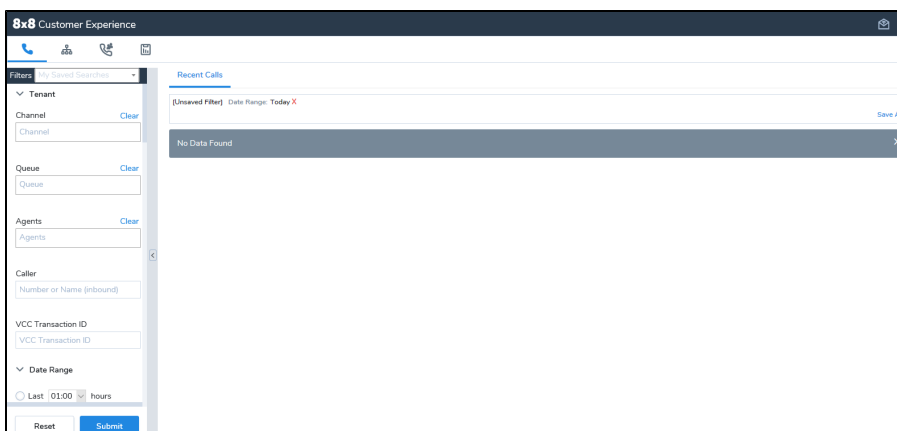 8x8 Customer Experience
Filters My Saved Searches
Recent Calls
Tenant
(Unsaved Filter) Date Range: Today X
Save A
Channel Clear
Channel
No Data Found
Queue Clear
Queue
Agents Clear
Agents
Caller
Number or Name (inbound)
VCC Transaction ID
VCC Transaction ID
Date Range
Last 01:00 hours
Reset Submit